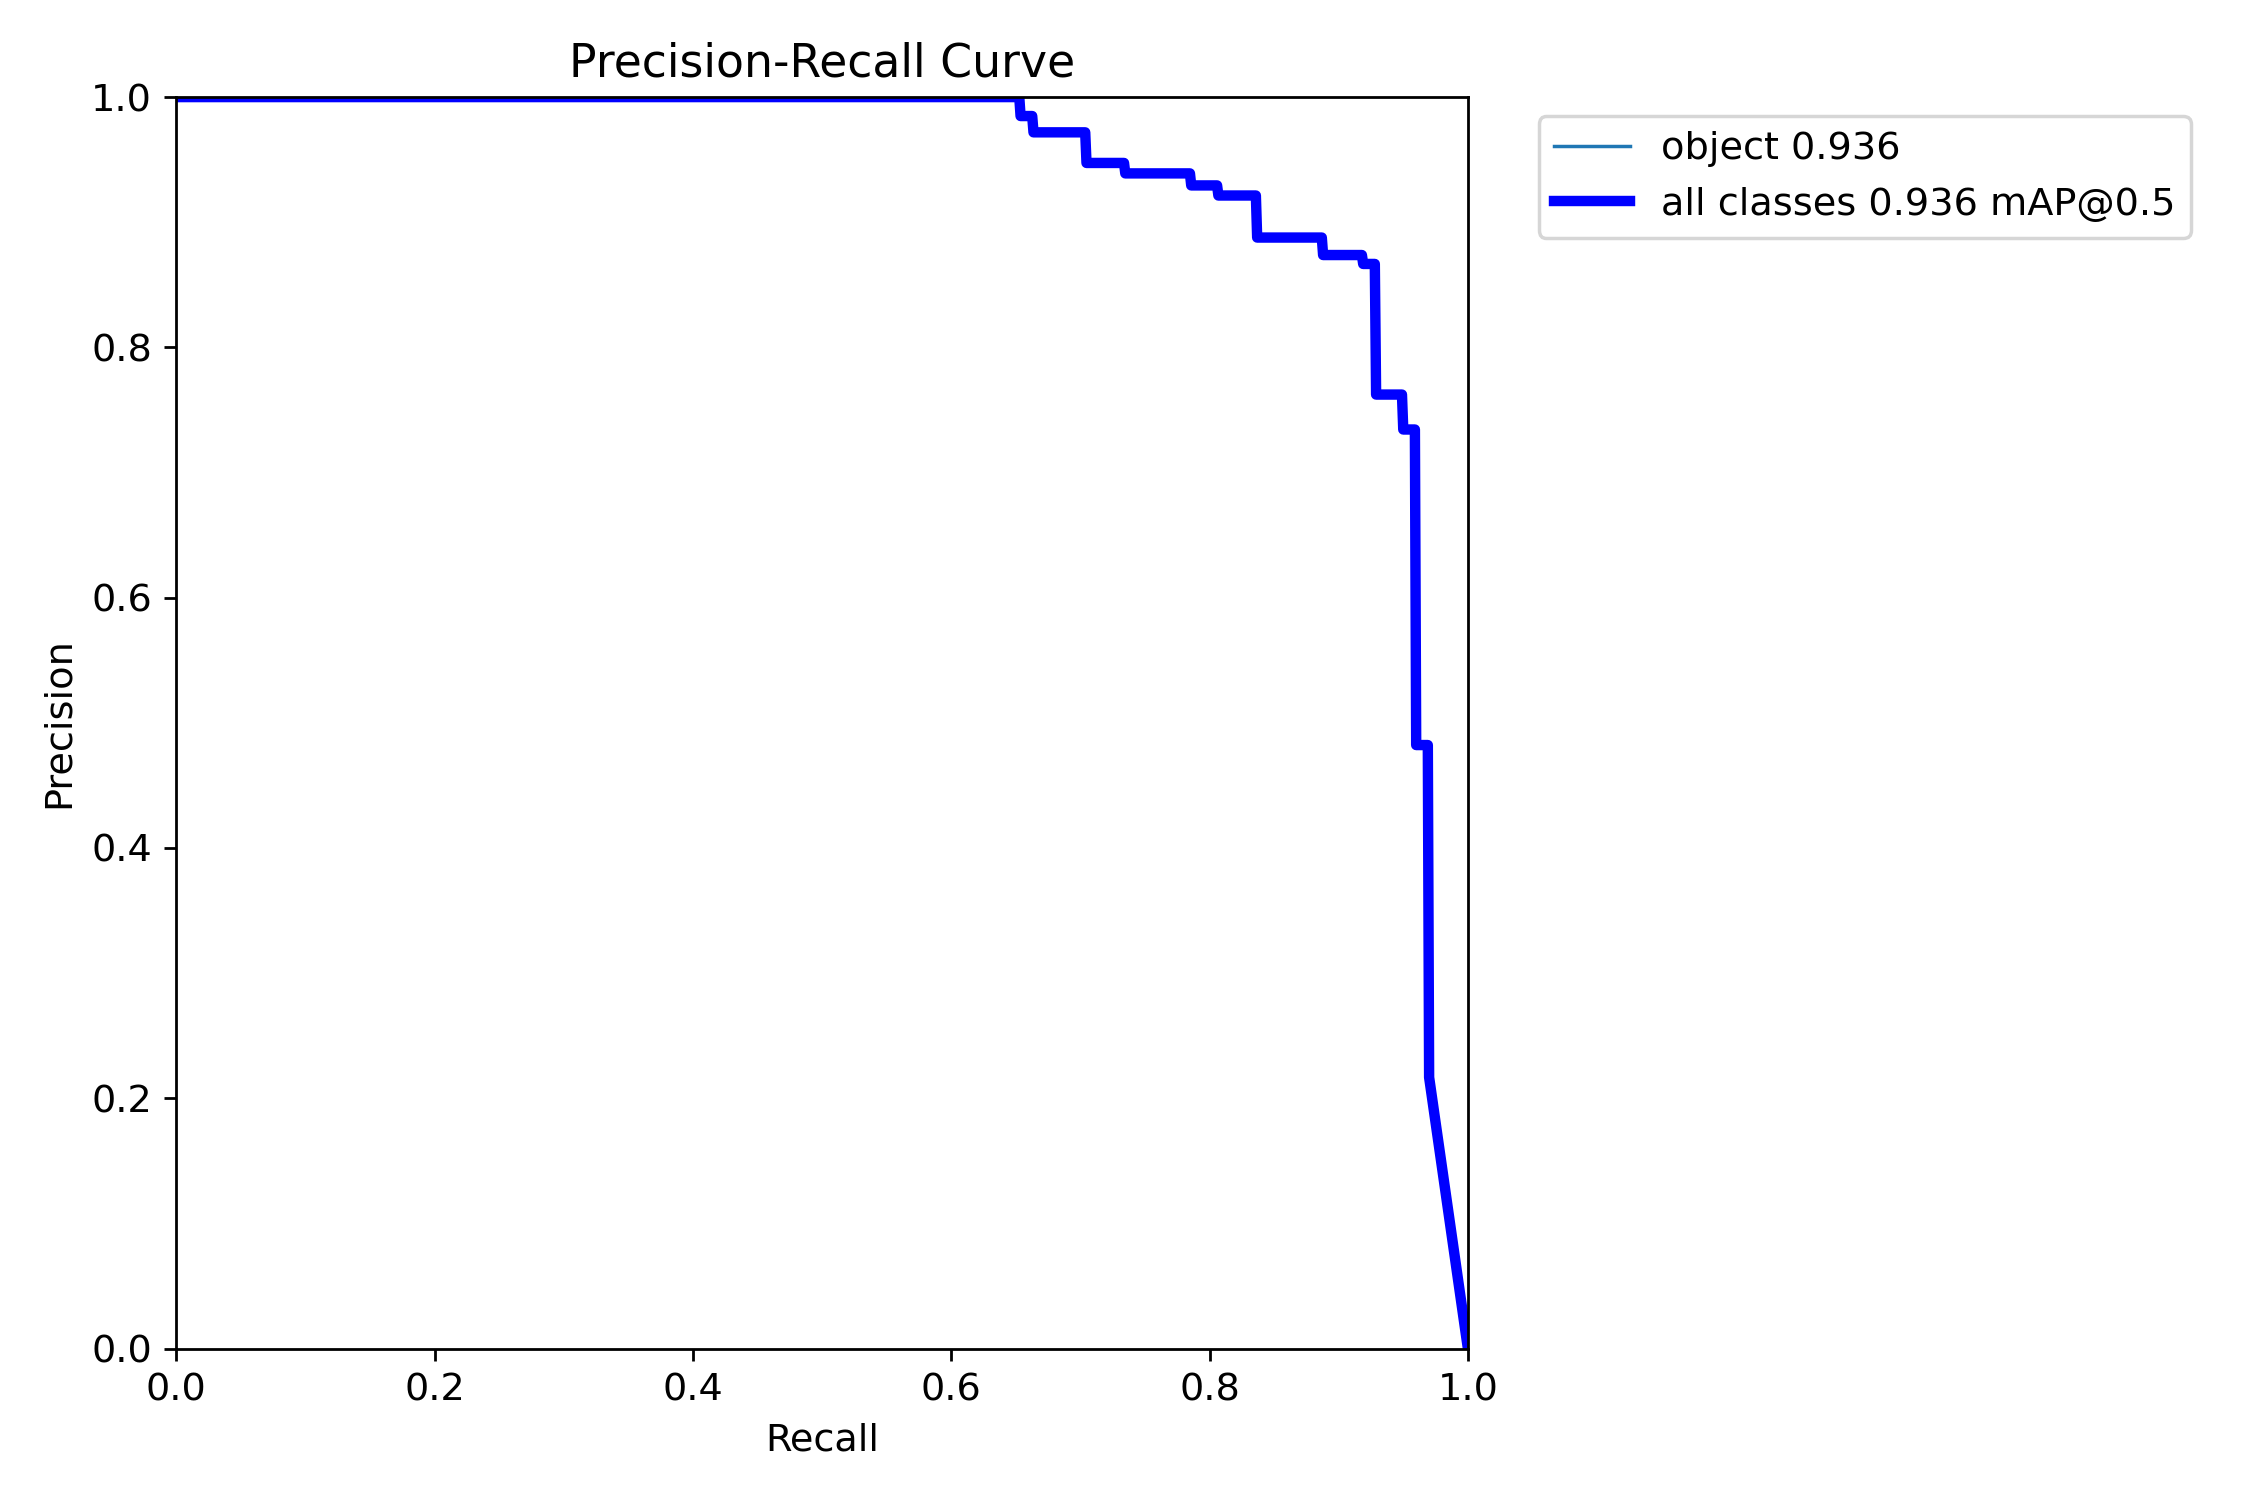 Precision-Recall Curve
1.0
0.8
0.6
0.4
0.2
0.0
Precision
0.0 0.2 0.4 0.6 0.8 1.0
Recall
object 0.936
all classes 0.936 mAP@0.5